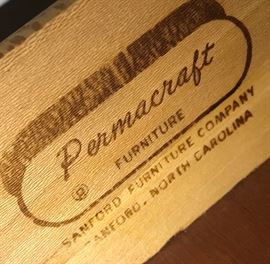 Permacraft
FURNITURE
®
SANFORD FURNITURE COMPANY
SANFORD, NORTH CAROLINA